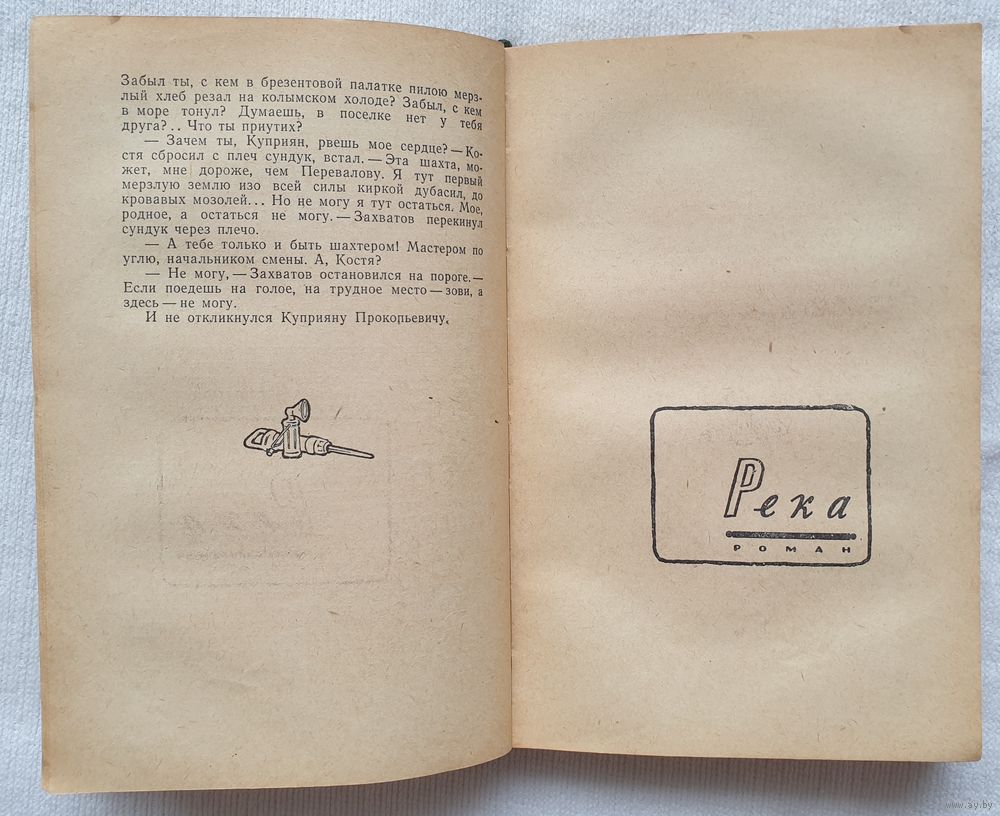 Забыл ты, с кем в брезентовой палатке пилою мерз-
лый хлеб резал на колымском холоде? Забыл, с кем
в море тонул? Думаешь, в поселке нет у тебя
друга?.. Что ты приутих?
— Зачем ты, Куприян, рвешь мое сердце? — Ко-
стя сбросил с плеч сундук, встал. — Эта шахта, мо-
жет, мне дороже, чем Перевалову. Я тут первый
мерзлую землю изо всей силы киркой дубасил, до
кровавых мозолей... Но не могу я тут остаться. Мое,
родное, а остаться не могу. — Захватов перекинул
сундук через плечо.
— А тебе только и быть шахтером! Мастером по
углю, начальником смены. А, Костя?
— Не могу, — Захватов остановился на пороге. —
Если поедешь на голое, на трудное место — зови, а
здесь — не могу.
И не откликнулся Куприяну Прокопьевичу.
Река
РОМАН
www.ay.by